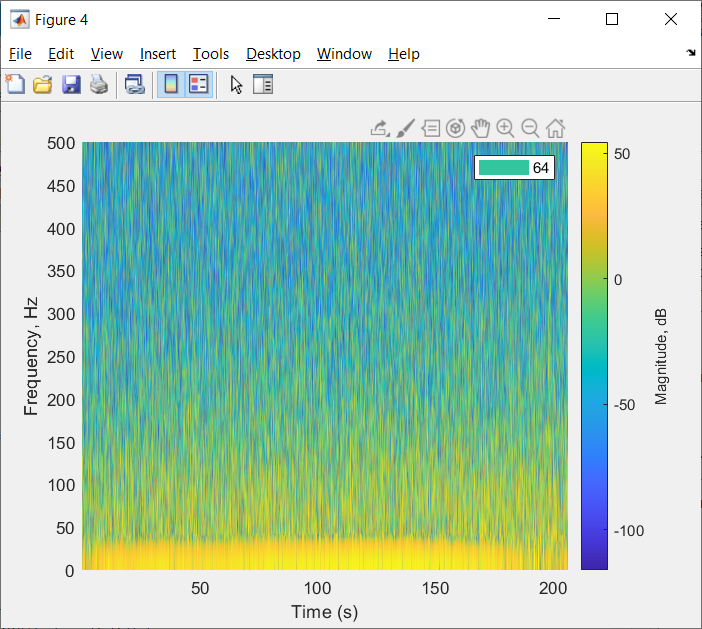 Figure 4
File Edit View Insert Tools Desktop Window Help
500
450
400
350
300
250
200
150
100
50
0
Frequency, Hz
50 100 150 200
Time (s)
64
50
0
-50
-100
Magnitude, dB